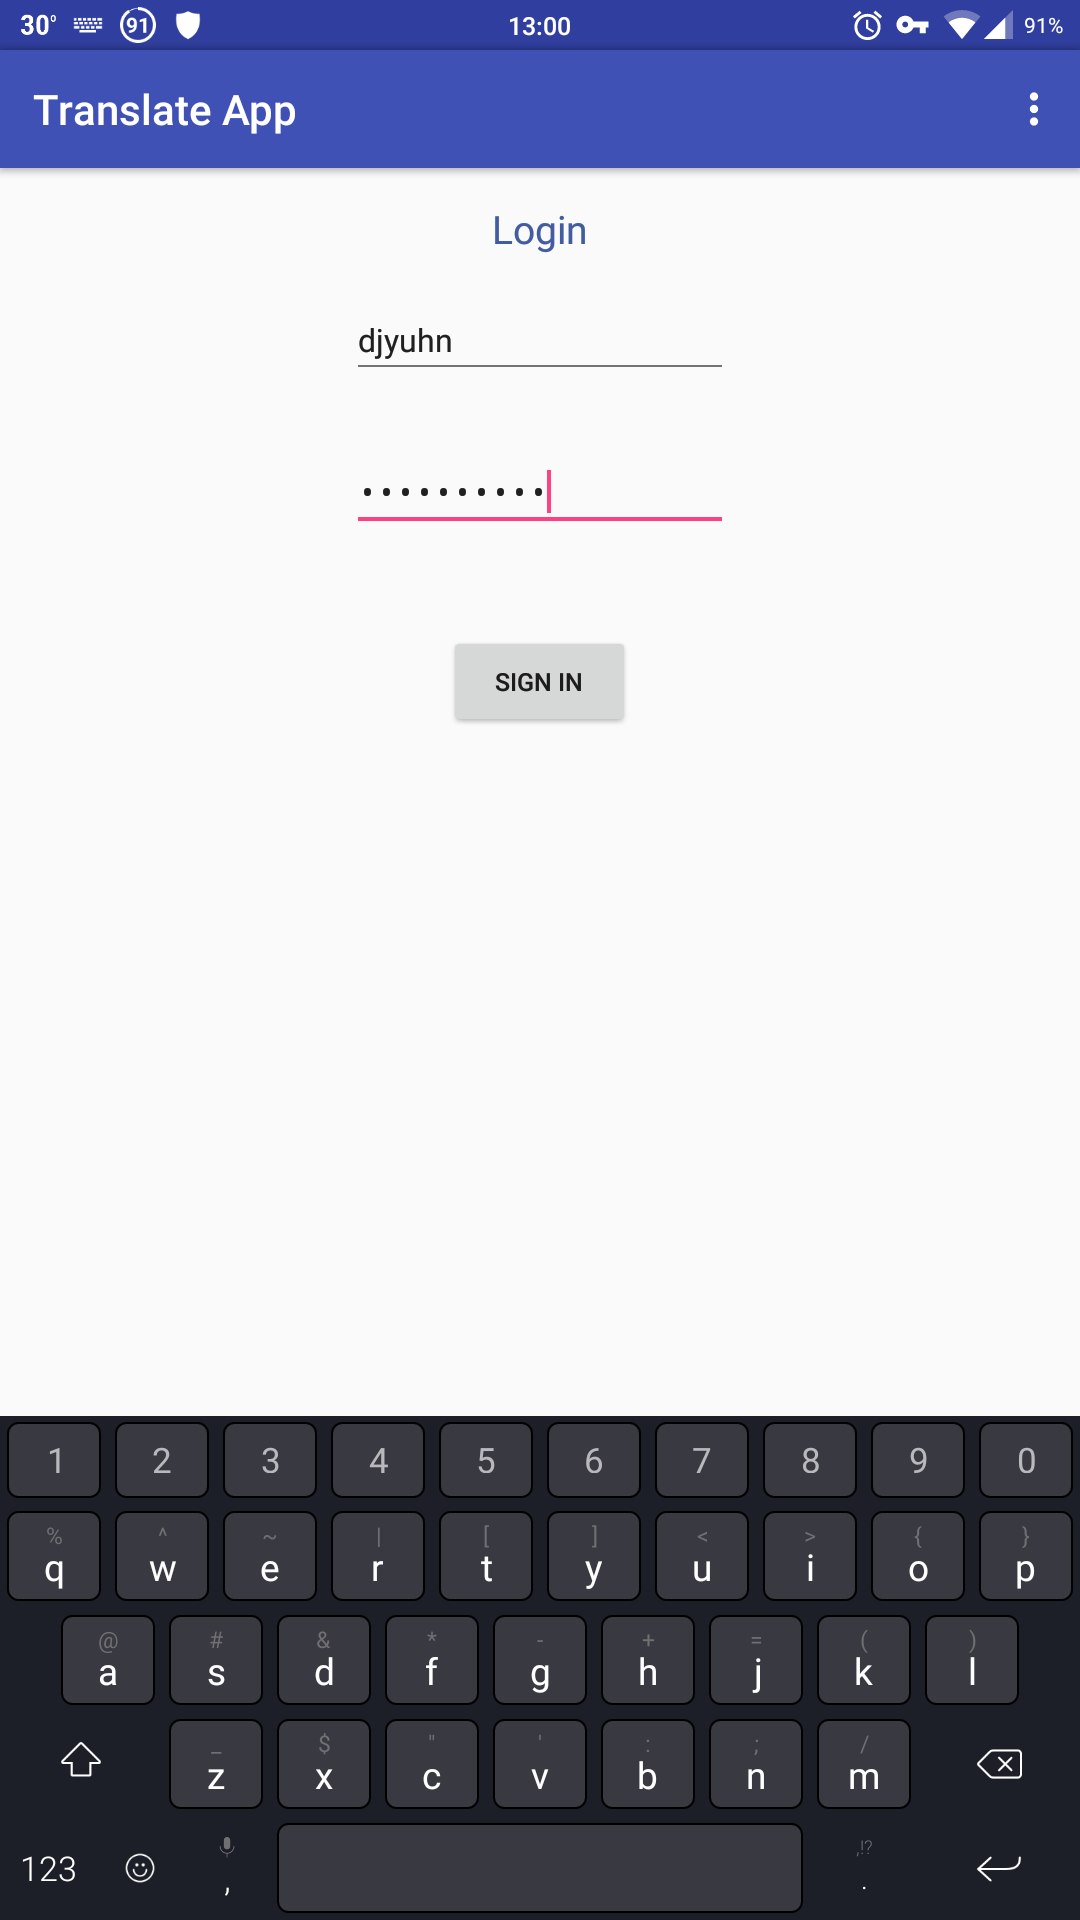 30° 91 13:00 91%
Translate App
Login
djyuhn
••••••••••
SIGN IN
1 2 3 4 5 6 7 8 9 0
% ^ ~ | [ ] < > { }
q w e r t y u i o p
@ # & * - + = ( )
a s d f g h j k l
_ $ " ' : ; /
z x c v b n m
123 , ,!? .